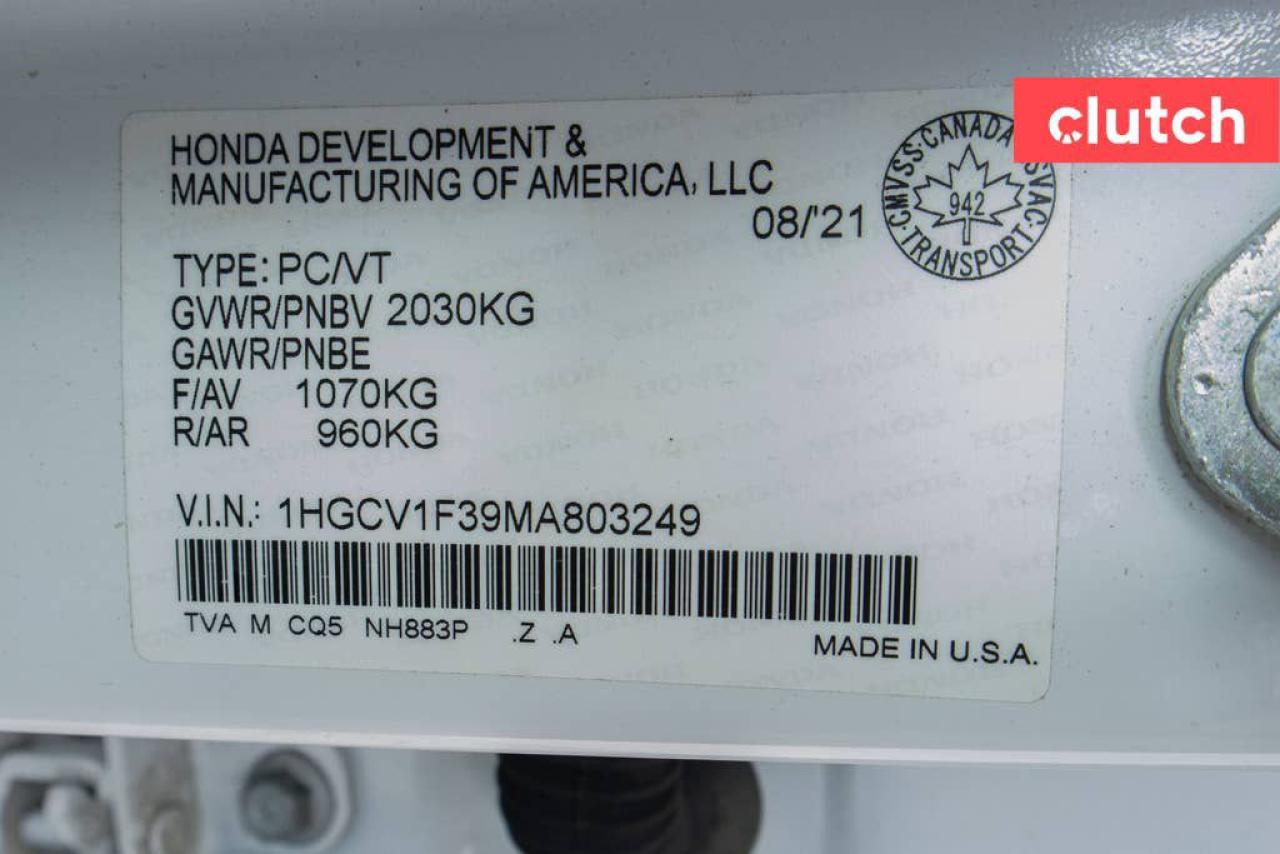 clutch
HONDA DEVELOPMENT &
MANUFACTURING OF AMERICA, LLC
08/'21
CMVSS·CANADA SVAC·TRANSPORT·
942
TYPE: PC/VT
GVWR/PNBV 2030KG
GAWR/PNBE
F/AV 1070KG
R/AR 960KG
V.I.N.: 1HGCV1F39MA803249
TVA M CQ5 NH883P .Z .A
MADE IN U.S.A.